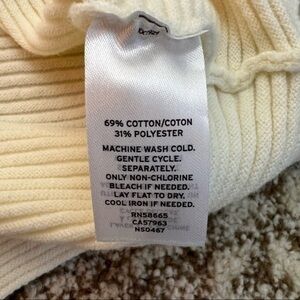 69% COTTON/COTON
31% POLYESTER
MACHINE WASH COLD.
GENTLE CYCLE.
SEPARATELY.
ONLY NON-CHLORINE
BLEACH IF NEEDED.
LAY FLAT TO DRY.
COOL IRON IF NEEDED.
RN58665
CA57963
NS0467